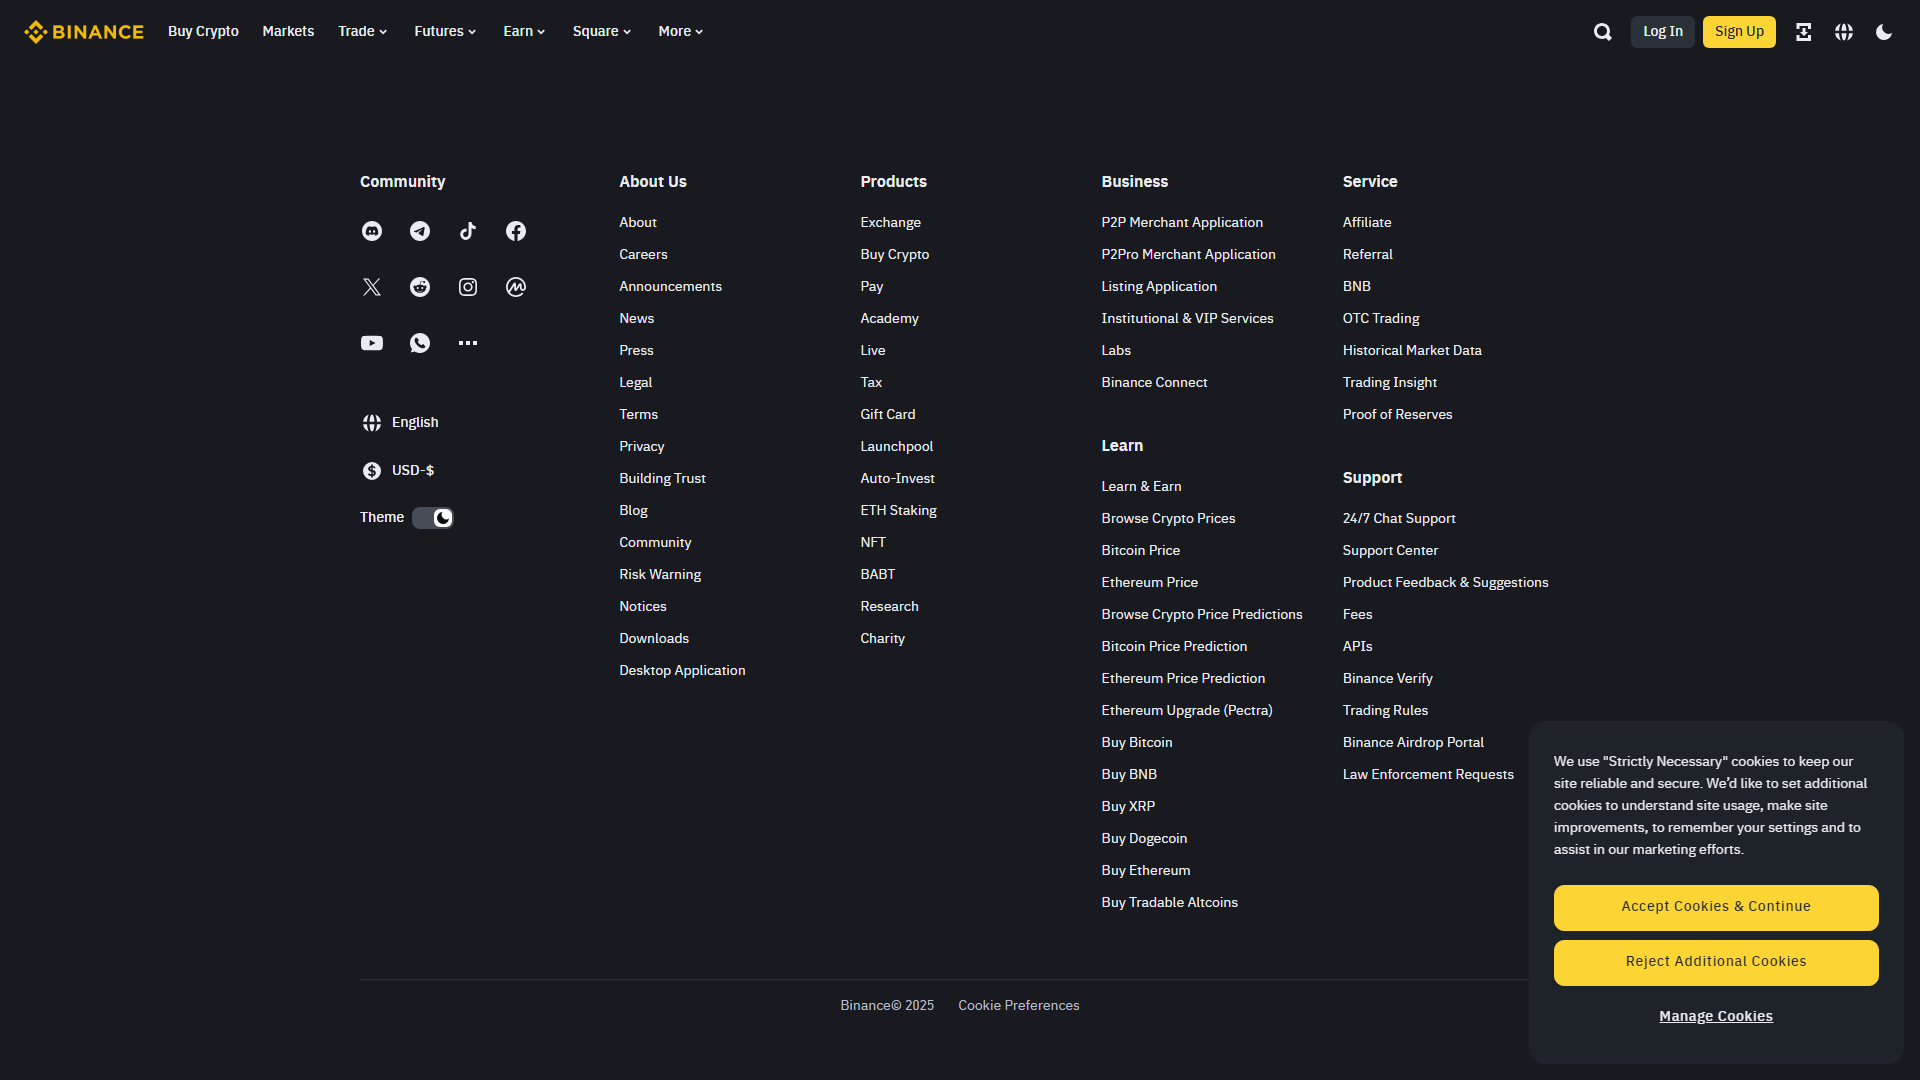 BINANCE
Buy Crypto
Markets
Trade
Futures
Earn
Square
More
Log In
Sign Up
Community
English
USD-$
Theme
About Us
About
Careers
Announcements
News
Press
Legal
Terms
Privacy
Building Trust
Blog
Community
Risk Warning
Notices
Downloads
Desktop Application
Products
Exchange
Buy Crypto
Pay
Academy
Live
Tax
Gift Card
Launchpool
Auto-Invest
ETH Staking
NFT
BABT
Research
Charity
Business
P2P Merchant Application
P2Pro Merchant Application
Listing Application
Institutional & VIP Services
Labs
Binance Connect
Learn
Learn & Earn
Browse Crypto Prices
Bitcoin Price
Ethereum Price
Browse Crypto Price Predictions
Bitcoin Price Prediction
Ethereum Price Prediction
Ethereum Upgrade (Pectra)
Buy Bitcoin
Buy BNB
Buy XRP
Buy Dogecoin
Buy Ethereum
Buy Tradable Altcoins
Service
Affiliate
Referral
BNB
OTC Trading
Historical Market Data
Trading Insight
Proof of Reserves
Support
24/7 Chat Support
Support Center
Product Feedback & Suggestions
Fees
APIs
Binance Verify
Trading Rules
Binance Airdrop Portal
Law Enforcement Requests
We use "Strictly Necessary" cookies to keep our
site reliable and secure. We’d like to set additional
cookies to understand site usage, make site
improvements, to remember your settings and to
assist in our marketing efforts.
Accept Cookies & Continue
Reject Additional Cookies
Manage Cookies
Binance© 2025
Cookie Preferences